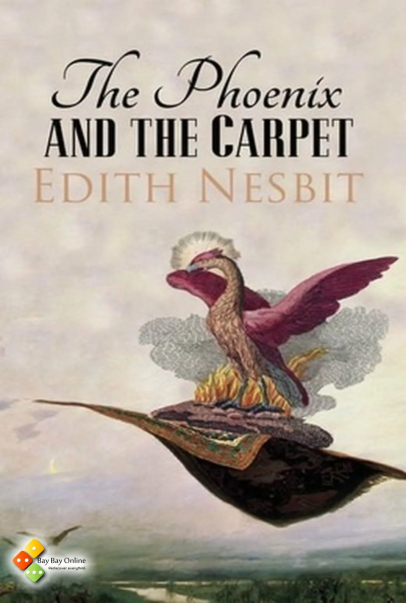 The Phoenix
AND THE CARPET
EDITH NESBIT
Bay Bay Online